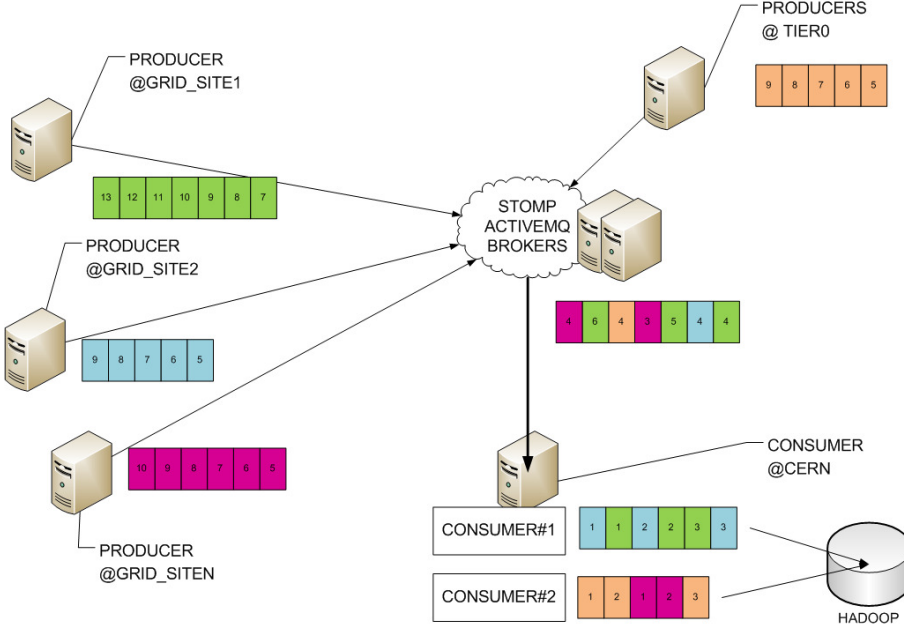 PRODUCERS
@ TIER0
PRODUCER
@GRID_SITE1
9 8 7 6 5
13 12 11 10 9 8 7
STOMP
ACTIVEMQ
BROKERS
PRODUCER
@GRID_SITE2
4 6 4 3 5 4 4
9 8 7 6 5
10 9 8 7 6 5
CONSUMER
@CERN
CONSUMER#1
1 1 2 2 3 3
PRODUCER
@GRID_SITEN
CONSUMER#2
1 2 1 2 3
HADOOP